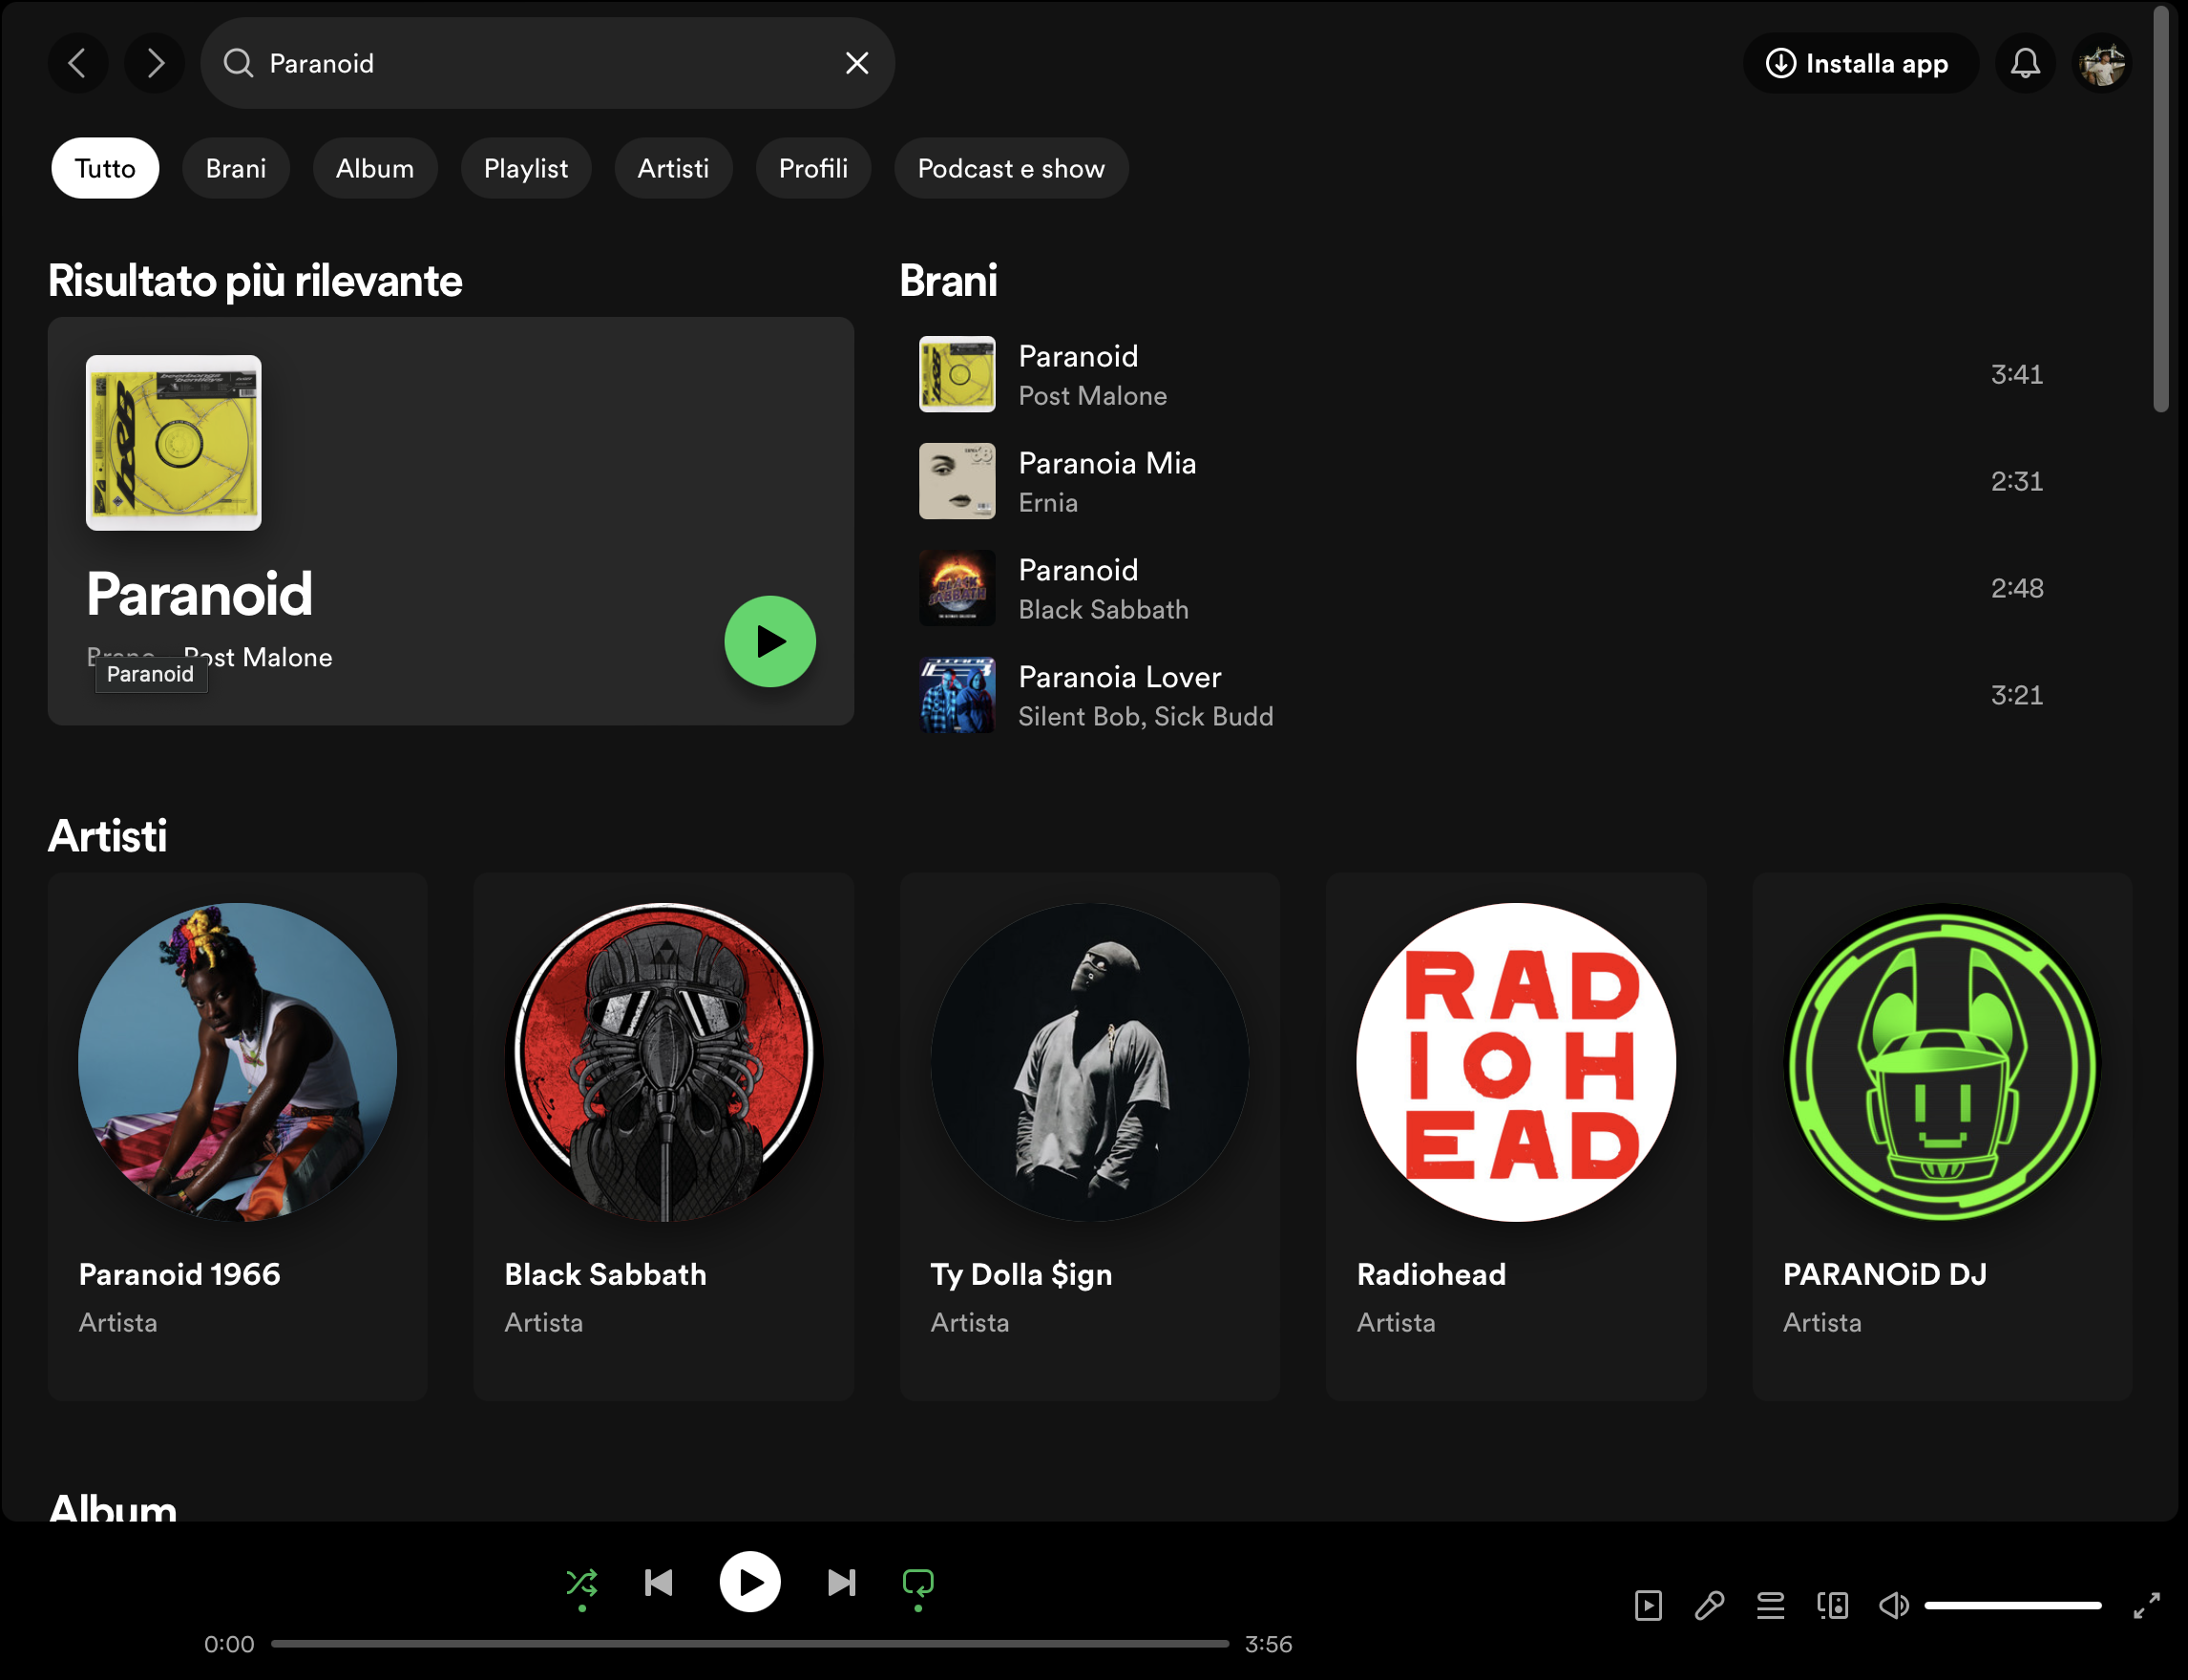 Paranoid
Installa app
Tutto
Brani
Album
Playlist
Artisti
Profili
Podcast e show
Risultato più rilevante
Paranoid
Post Malone
Paranoid
Brani
Paranoid
Post Malone
3:41
Paranoia Mia
Ernia
2:31
Paranoid
Black Sabbath
2:48
Paranoia Lover
Silent Bob, Sick Budd
3:21
Artisti
RAD
IOH
EAD
Paranoid 1966
Artista
Black Sabbath
Artista
Ty Dolla $ign
Artista
Radiohead
Artista
PARANOiD DJ
Artista
Album
0:00
3:56